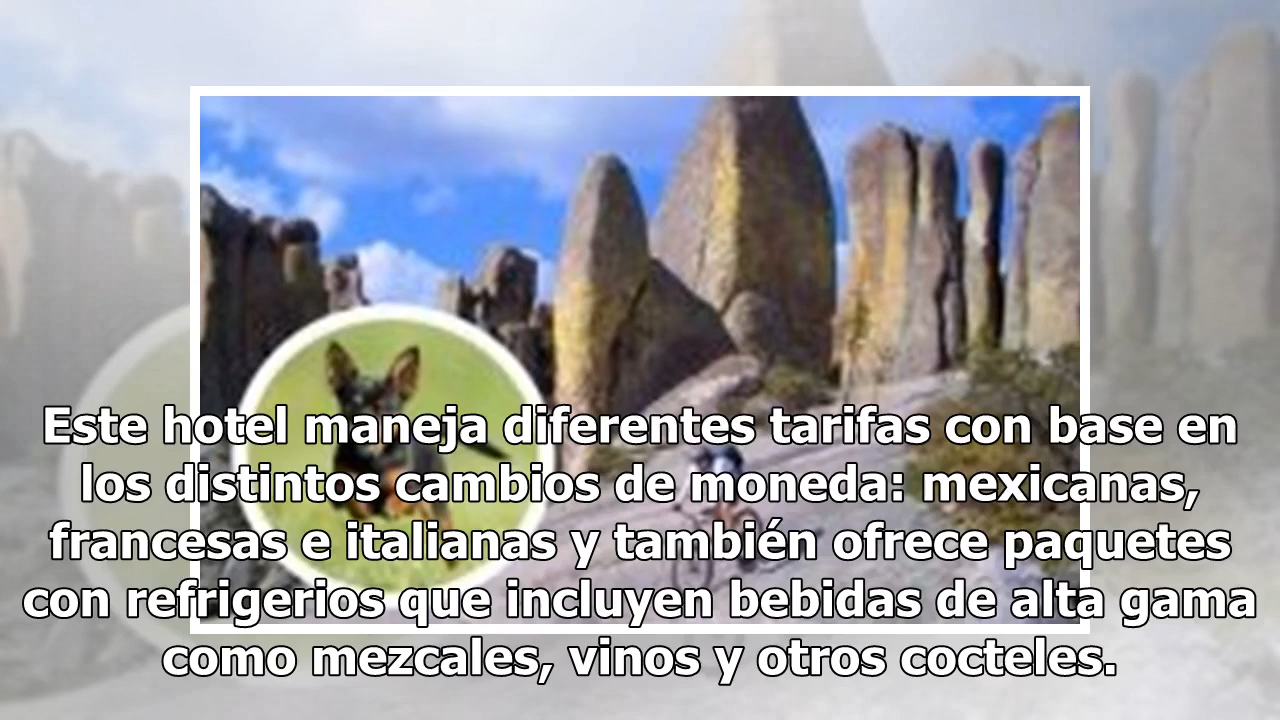 Este hotel maneja diferentes tarifas con base en
los distintos cambios de moneda: mexicanas,
francesas e italianas y también ofrece paquetes
con refrigerios que incluyen bebidas de alta gama
como mezcales, vinos y otros cocteles.